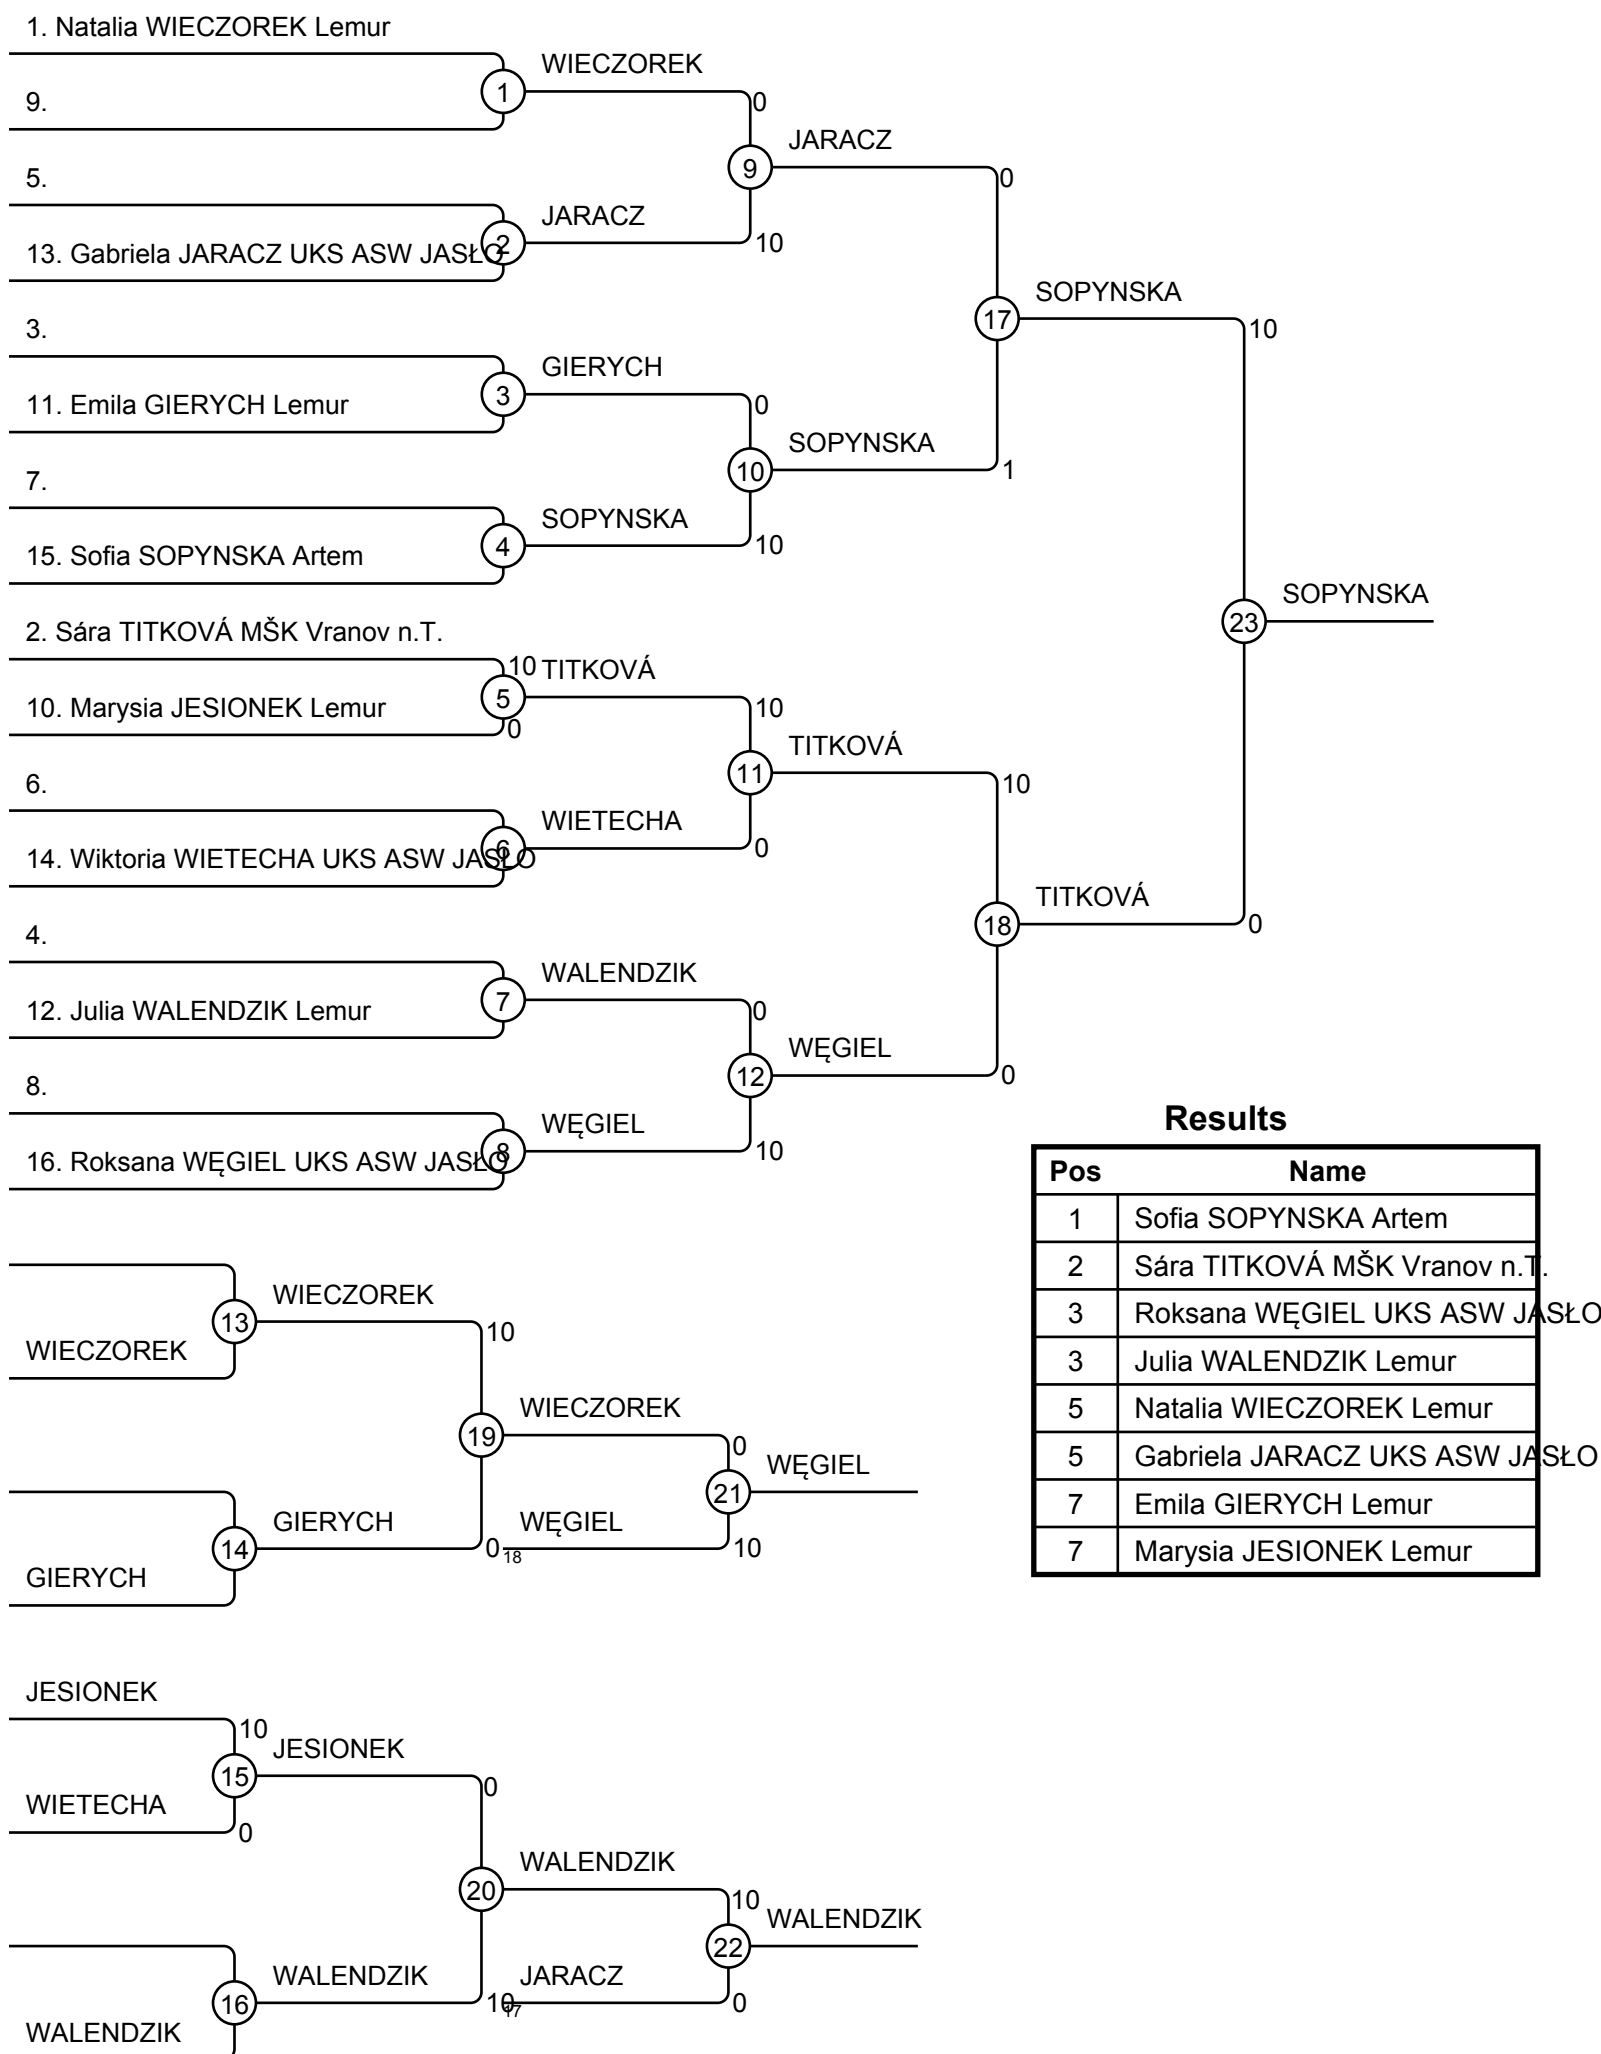 1. Natalia WIECZOREK Lemur
WIECZOREK
1
9.
0
JARACZ
9
0
5.
JARACZ
2
10
13. Gabriela JARACZ UKS ASW JASŁO
SOPYNSKA
17
10
3.
GIERYCH
3
11. Emila GIERYCH Lemur
0
SOPYNSKA
10
1
7.
SOPYNSKA
4
10
15. Sofia SOPYNSKA Artem
SOPYNSKA
23
2. Sára TITKOVÁ MŠK Vranov n.T.
10
TITKOVÁ
5
10. Marysia JESIONEK Lemur
0
10
TITKOVÁ
11
10
6.
WIETECHA
6
0
14. Wiktoria WIETECHA UKS ASW JASŁO
TITKOVÁ
18
0
4.
WALENDZIK
7
12. Julia WALENDZIK Lemur
0
WĘGIEL
12
0
8.
WĘGIEL
8
10
16. Roksana WĘGIEL UKS ASW JASŁO
Results
Pos Name
1 Sofia SOPYNSKA Artem
2 Sára TITKOVÁ MŠK Vranov n.T.
3 Roksana WĘGIEL UKS ASW JASŁO
3 Julia WALENDZIK Lemur
5 Natalia WIECZOREK Lemur
5 Gabriela JARACZ UKS ASW JASŁO
7 Emila GIERYCH Lemur
7 Marysia JESIONEK Lemur
WIECZOREK
13
10
WIECZOREK
WIECZOREK
19
0
WĘGIEL
21
GIERYCH
14
0
18
WĘGIEL
10
GIERYCH
JESIONEK
10
JESIONEK
15
0
WIETECHA
0
WALENDZIK
20
10
WALENDZIK
22
WALENDZIK
16
10
17
JARACZ
0
WALENDZIK